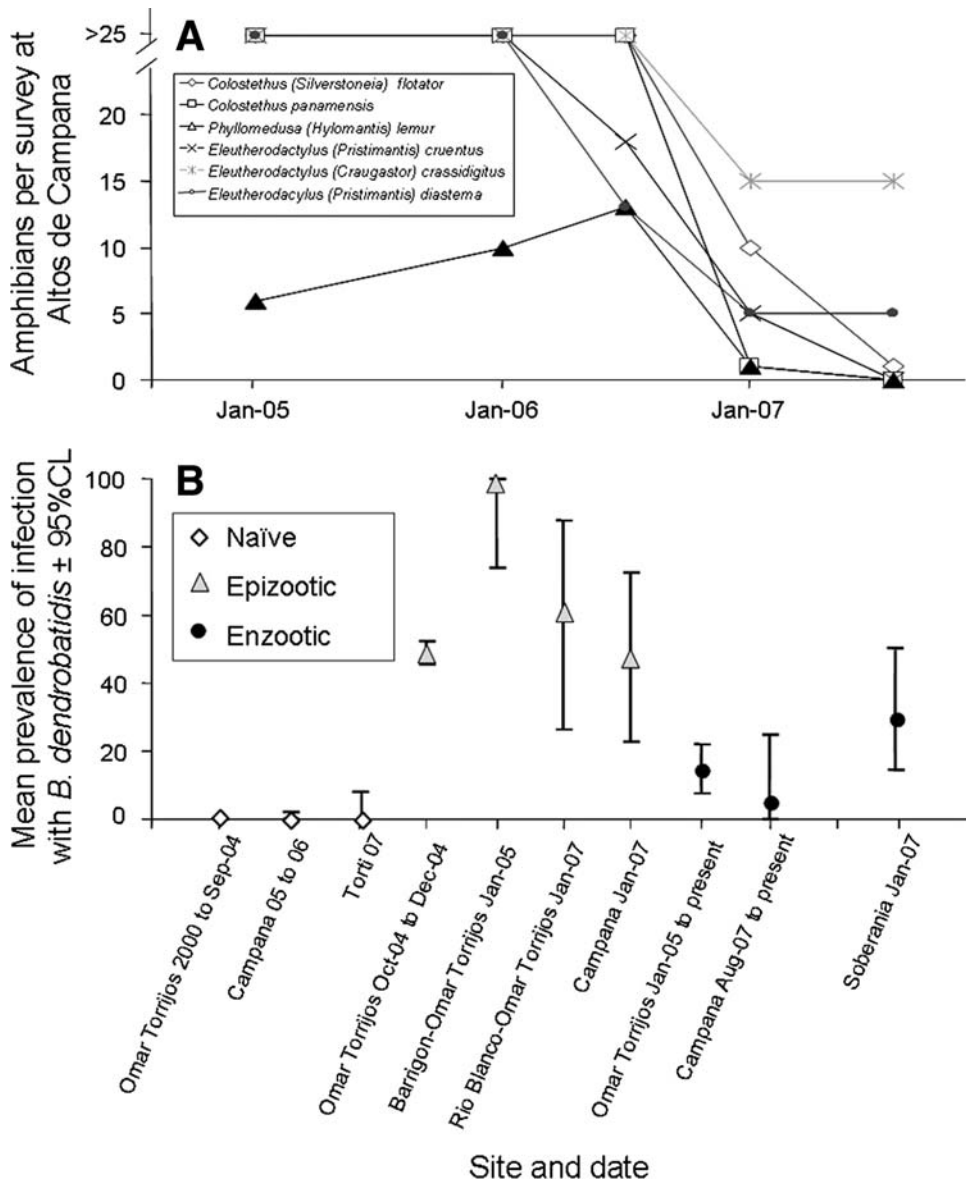 A
Amphibians per survey at
Altos de Campana
>25
20
15
10
5
0
Colostethus (Silverstoneia) flotator
Colostethus panamensis
Phyllomedusa (Hylomantis) lemur
Eleutherodactylus (Pristimantis) cruentus
Eleutherodactylus (Craugastor) crassidigitus
Eleutherodacylus (Pristimantis) diastema
Jan-05
Jan-06
Jan-07
B
Mean prevalence of infection
with B. dendrobatidis ± 95%CL
100
80
60
40
20
0
Naïve
Epizootic
Enzootic
Omar Torrijos 2000 to Sep-04
Campana 05 to 06
Torti 07
Omar Torrijos Oct-04 to Dec-04
Barrigon-Omar Torrijos Jan-05
Rio Blanco-Omar Torrijos Jan-07
Campana Jan-07
Omar Torrijos Jan-05 to present
Campana Aug-07 to present
Soberania Jan-07
Site and date